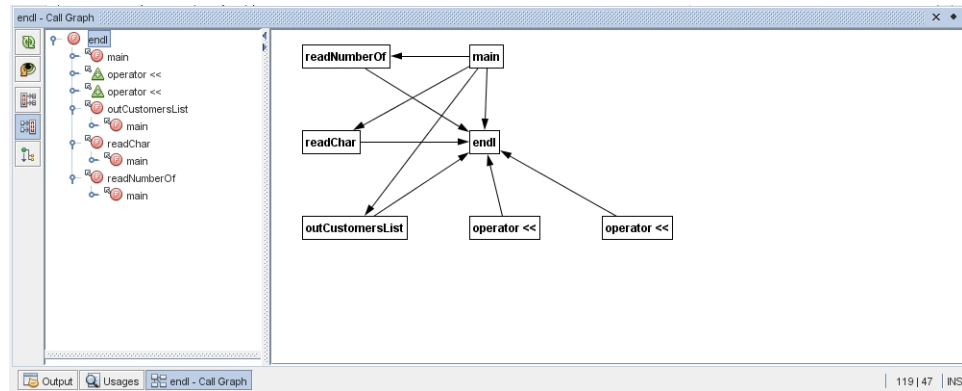 endl - Call Graph
endl
main
operator <<
operator <<
outCustomersList
main
readChar
main
readNumberOf
main
readNumberOf
main
readChar
endl
outCustomersList
operator <<
operator <<
Output
Usages
endl - Call Graph
119 | 47
INS